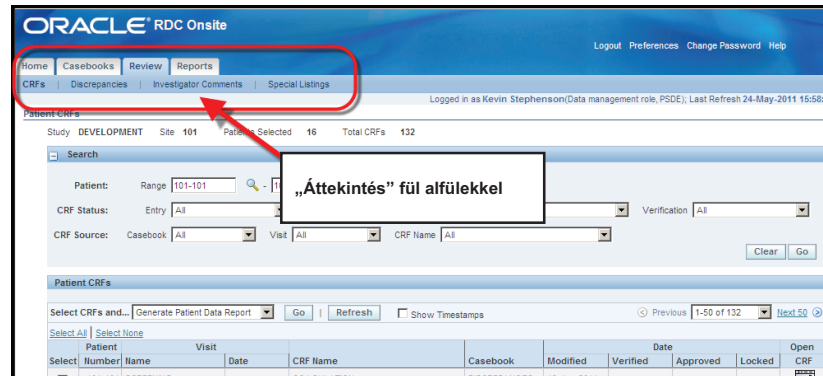 ORACLE® RDC Onsite
Logout Preferences Change Password Help
Home Casebooks Review Reports
CRFs | Discrepancies | Investigator Comments | Special Listings
Logged in as Kevin Stephenson(Data management role, PSDE); Last Refresh 24-May-2011 15:58:
Patient CRFs
Study DEVELOPMENT Site 101 Patients Selected 16 Total CRFs 132
Search
Patient: Range 101-101 -
„Áttekintés” fül alfülekkel
CRF Status: Entry All Verification All
CRF Source: Casebook All Visit All CRF Name All
Clear Go
Patient CRFs
Select CRFs and... Generate Patient Data Report Go | Refresh Show Timestamps Previous 1-50 of 132 Next 50
Select All | Select None
Patient Visit Date Open
Select Number Name Date CRF Name Casebook Modified Verified Approved Locked CRF